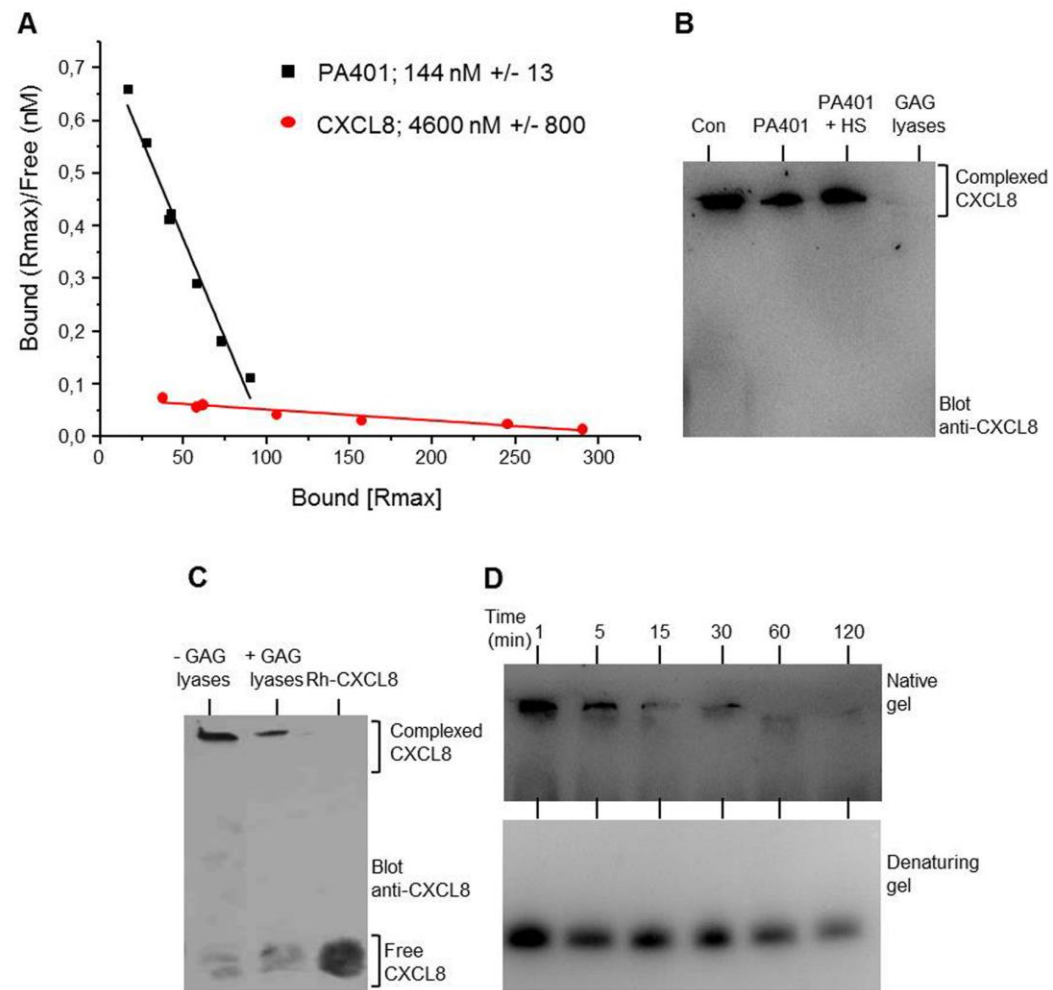 A
Bound (Rmax)/Free (nM)
0,7
0,6
0,5
0,4
0,3
0,2
0,1
0,0
0 50 100 150 200 250 300
Bound [Rmax]
PA401; 144 nM +/- 13
CXCL8; 4600 nM +/- 800
B
Con PA401 PA401 + HS GAG lyases
Complexed
CXCL8
Blot
anti-CXCL8
C
- GAG lyases + GAG lyases Rh-CXCL8
Complexed
CXCL8
Blot
anti-CXCL8
Free
CXCL8
D
Time
(min) 1 5 15 30 60 120
Native
gel
Denaturing
gel